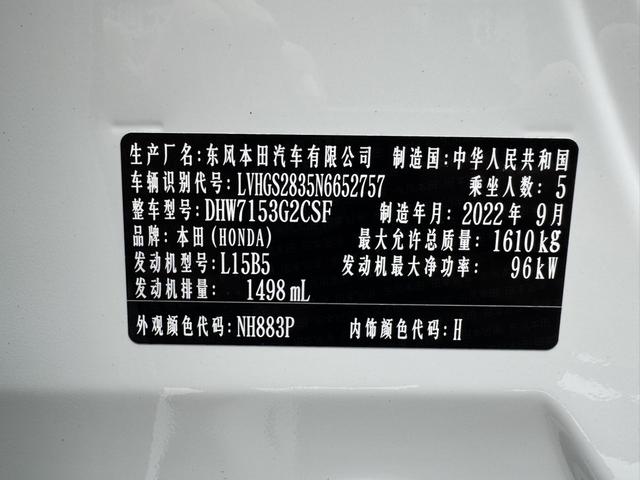 生产厂名:东风本田汽车有限公司 制造国:中华人民共和国
车辆识别代号:LVHGS2835N6652757 乘坐人数:5
整车型号:DHW7153G2CSF 制造年月:2022年9月
品牌:本田(HONDA) 最大允许总质量:1610kg
发动机型号:L15B5 发动机最大净功率:96kW
发动机排量:1498mL
外观颜色代码:NH883P 内饰颜色代码:H